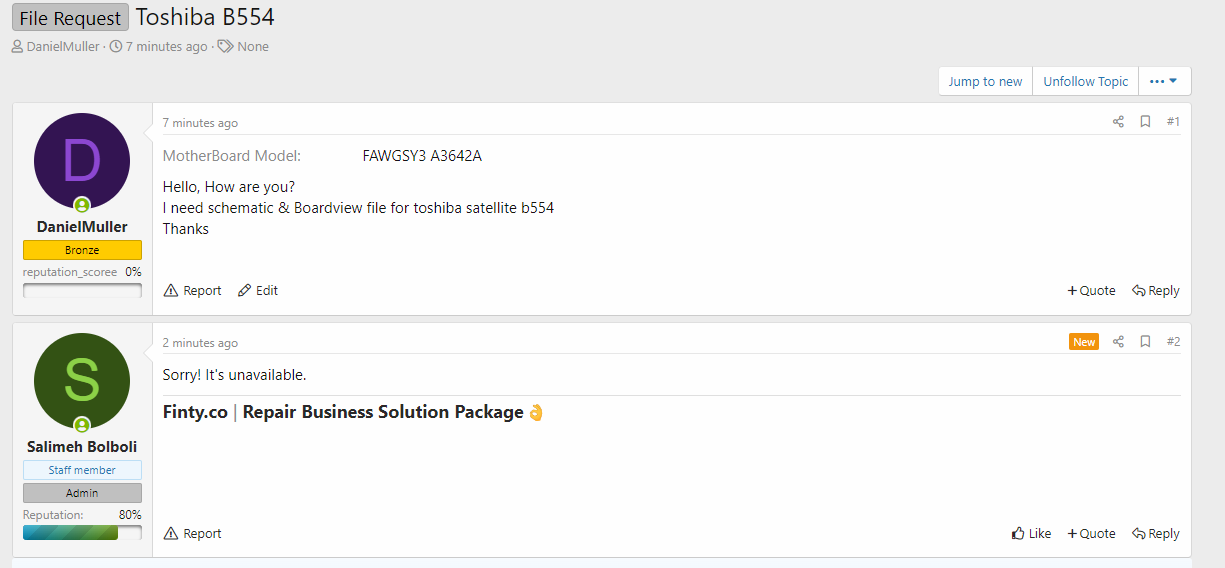 File Request Toshiba B554
DanielMuller · 7 minutes ago · None
Jump to new Unfollow Topic •••
D
DanielMuller
Bronze
reputation_scoree 0%
7 minutes ago #1
MotherBoard Model: FAWGSY3 A3642A
Hello, How are you?
I need schematic & Boardview file for toshiba satellite b554
Thanks
Report Edit + Quote Reply
S
Salimeh Bolboli
Staff member
Admin
Reputation: 80%
2 minutes ago New #2
Sorry! It's unavailable.
Finty.co | Repair Business Solution Package 👌
Report Like + Quote Reply